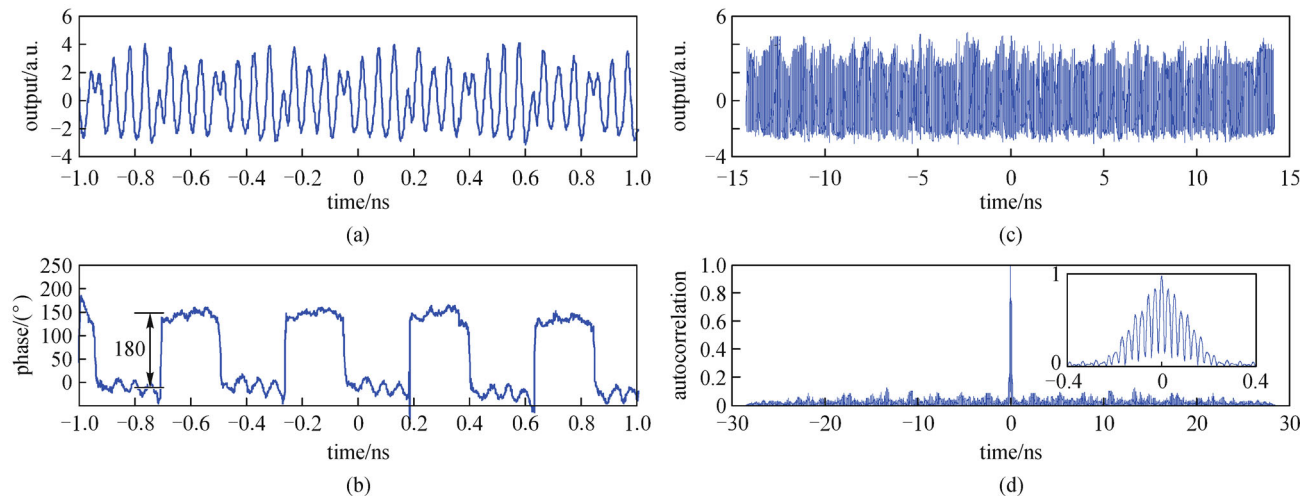 6
4
2
0
−2
4
output/a.u.
−1.0 −0.8 −0.6 −0.4 −0.2 0 0.2 0.4 0.6 0.8 1.0
time/ns
(a)
250
200
150
100
50
0
phase/(°)
180
−1.0 −0.8 −0.6 −0.4 −0.2 0 0.2 0.4 0.6 0.8 1.0
time/ns
(b)
6
4
0
−4
output/a.u.
−15 −10 −5 0 5 10 15
time/ns
(c)
1.0
0.8
0.6
0.4
0.2
0
autocorrelation
1
0
−0.4 0 0.4
−30 −20 −10 0 10 20 30
time/ns
(d)